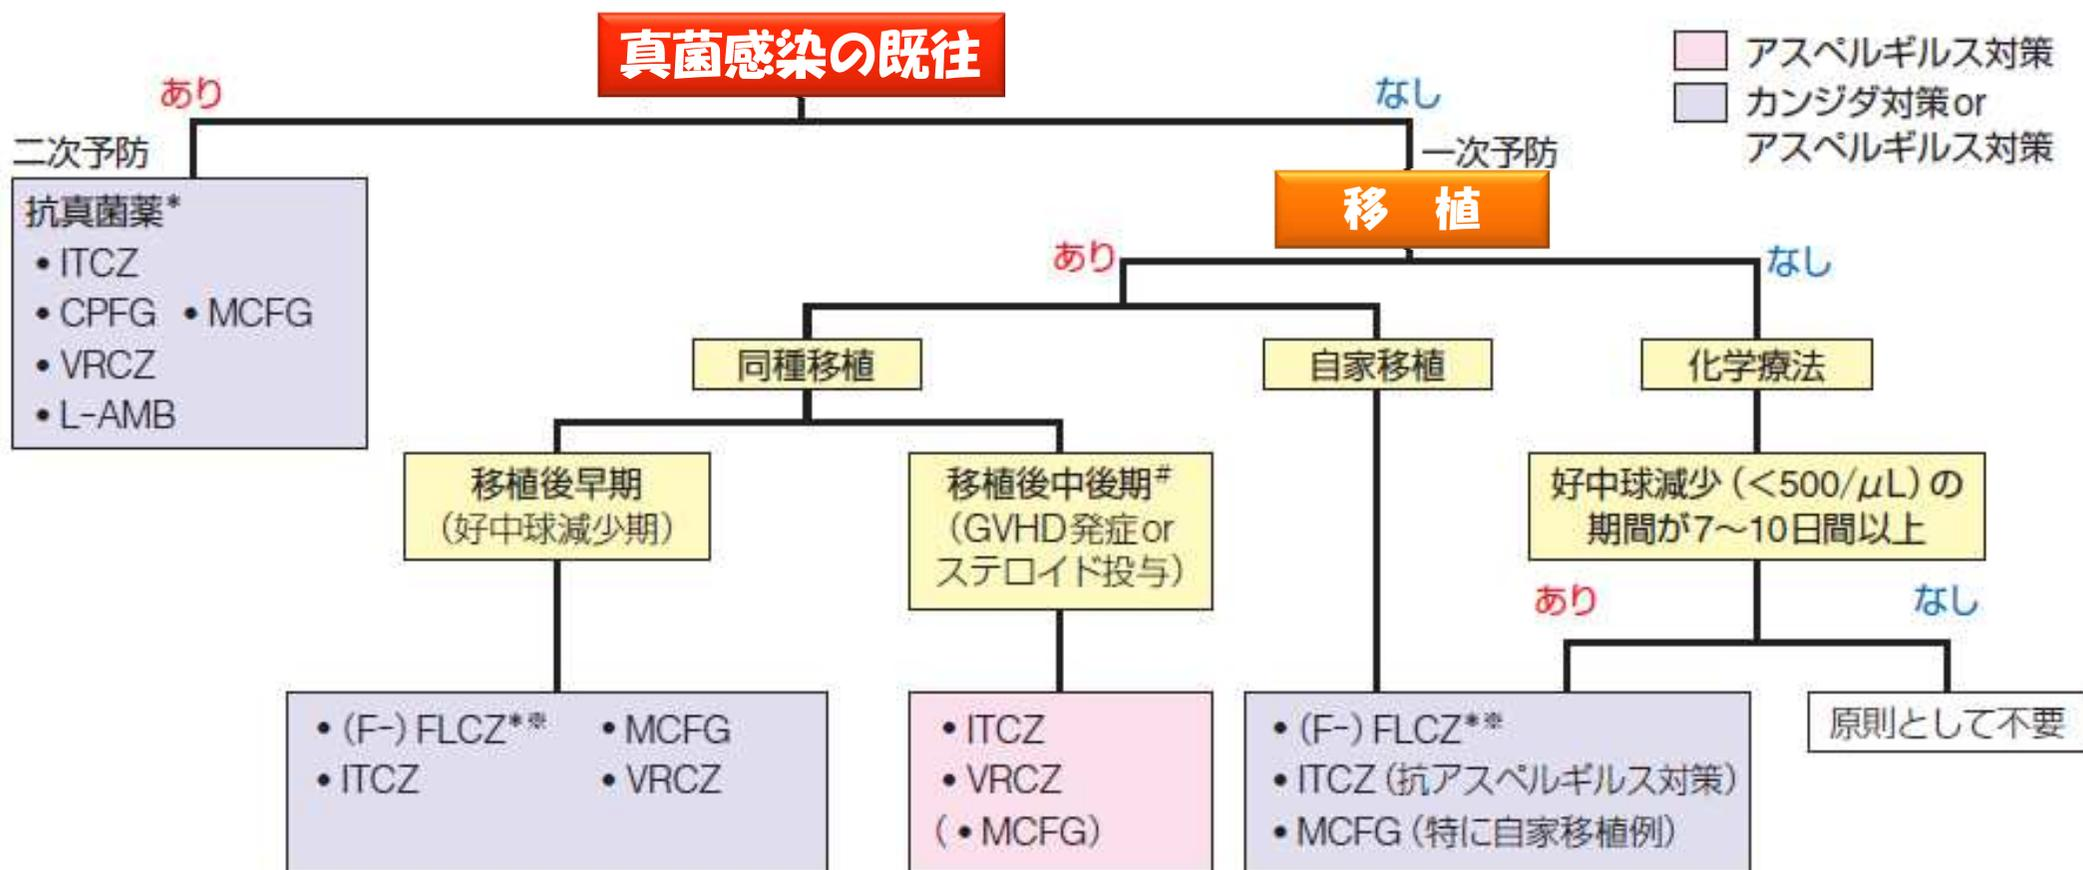 真菌感染の既往
アスペルギルス対策
カンジダ対策or
アスペルギルス対策
あり
なし
二次予防
一次予防
抗真菌薬*
• ITCZ
• CPFG • MCFG
• VRCZ
• L-AMB
移 植
あり
なし
同種移植
自家移植
化学療法
移植後早期
（好中球減少期）
移植後中後期#
（GVHD発症or
ステロイド投与）
好中球減少（<500/μL）の
期間が7〜10日間以上
あり
なし
• (F-) FLCZ*※ • MCFG
• ITCZ • VRCZ
• ITCZ
• VRCZ
( • MCFG)
• (F-) FLCZ*※
• ITCZ（抗アスペルギルス対策）
• MCFG（特に自家移植例）
原則として不要